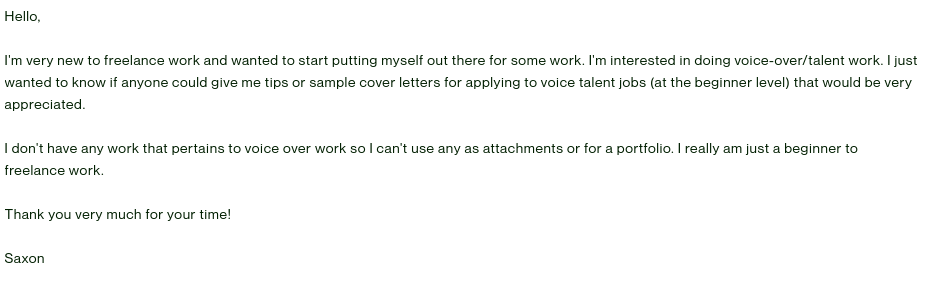 Hello,
I'm very new to freelance work and wanted to start putting myself out there for some work. I'm interested in doing voice-over/talent work. I just
wanted to know if anyone could give me tips or sample cover letters for applying to voice talent jobs (at the beginner level) that would be very
appreciated.
I don't have any work that pertains to voice over work so I can't use any as attachments or for a portfolio. I really am just a beginner to
freelance work.
Thank you very much for your time!
Saxon